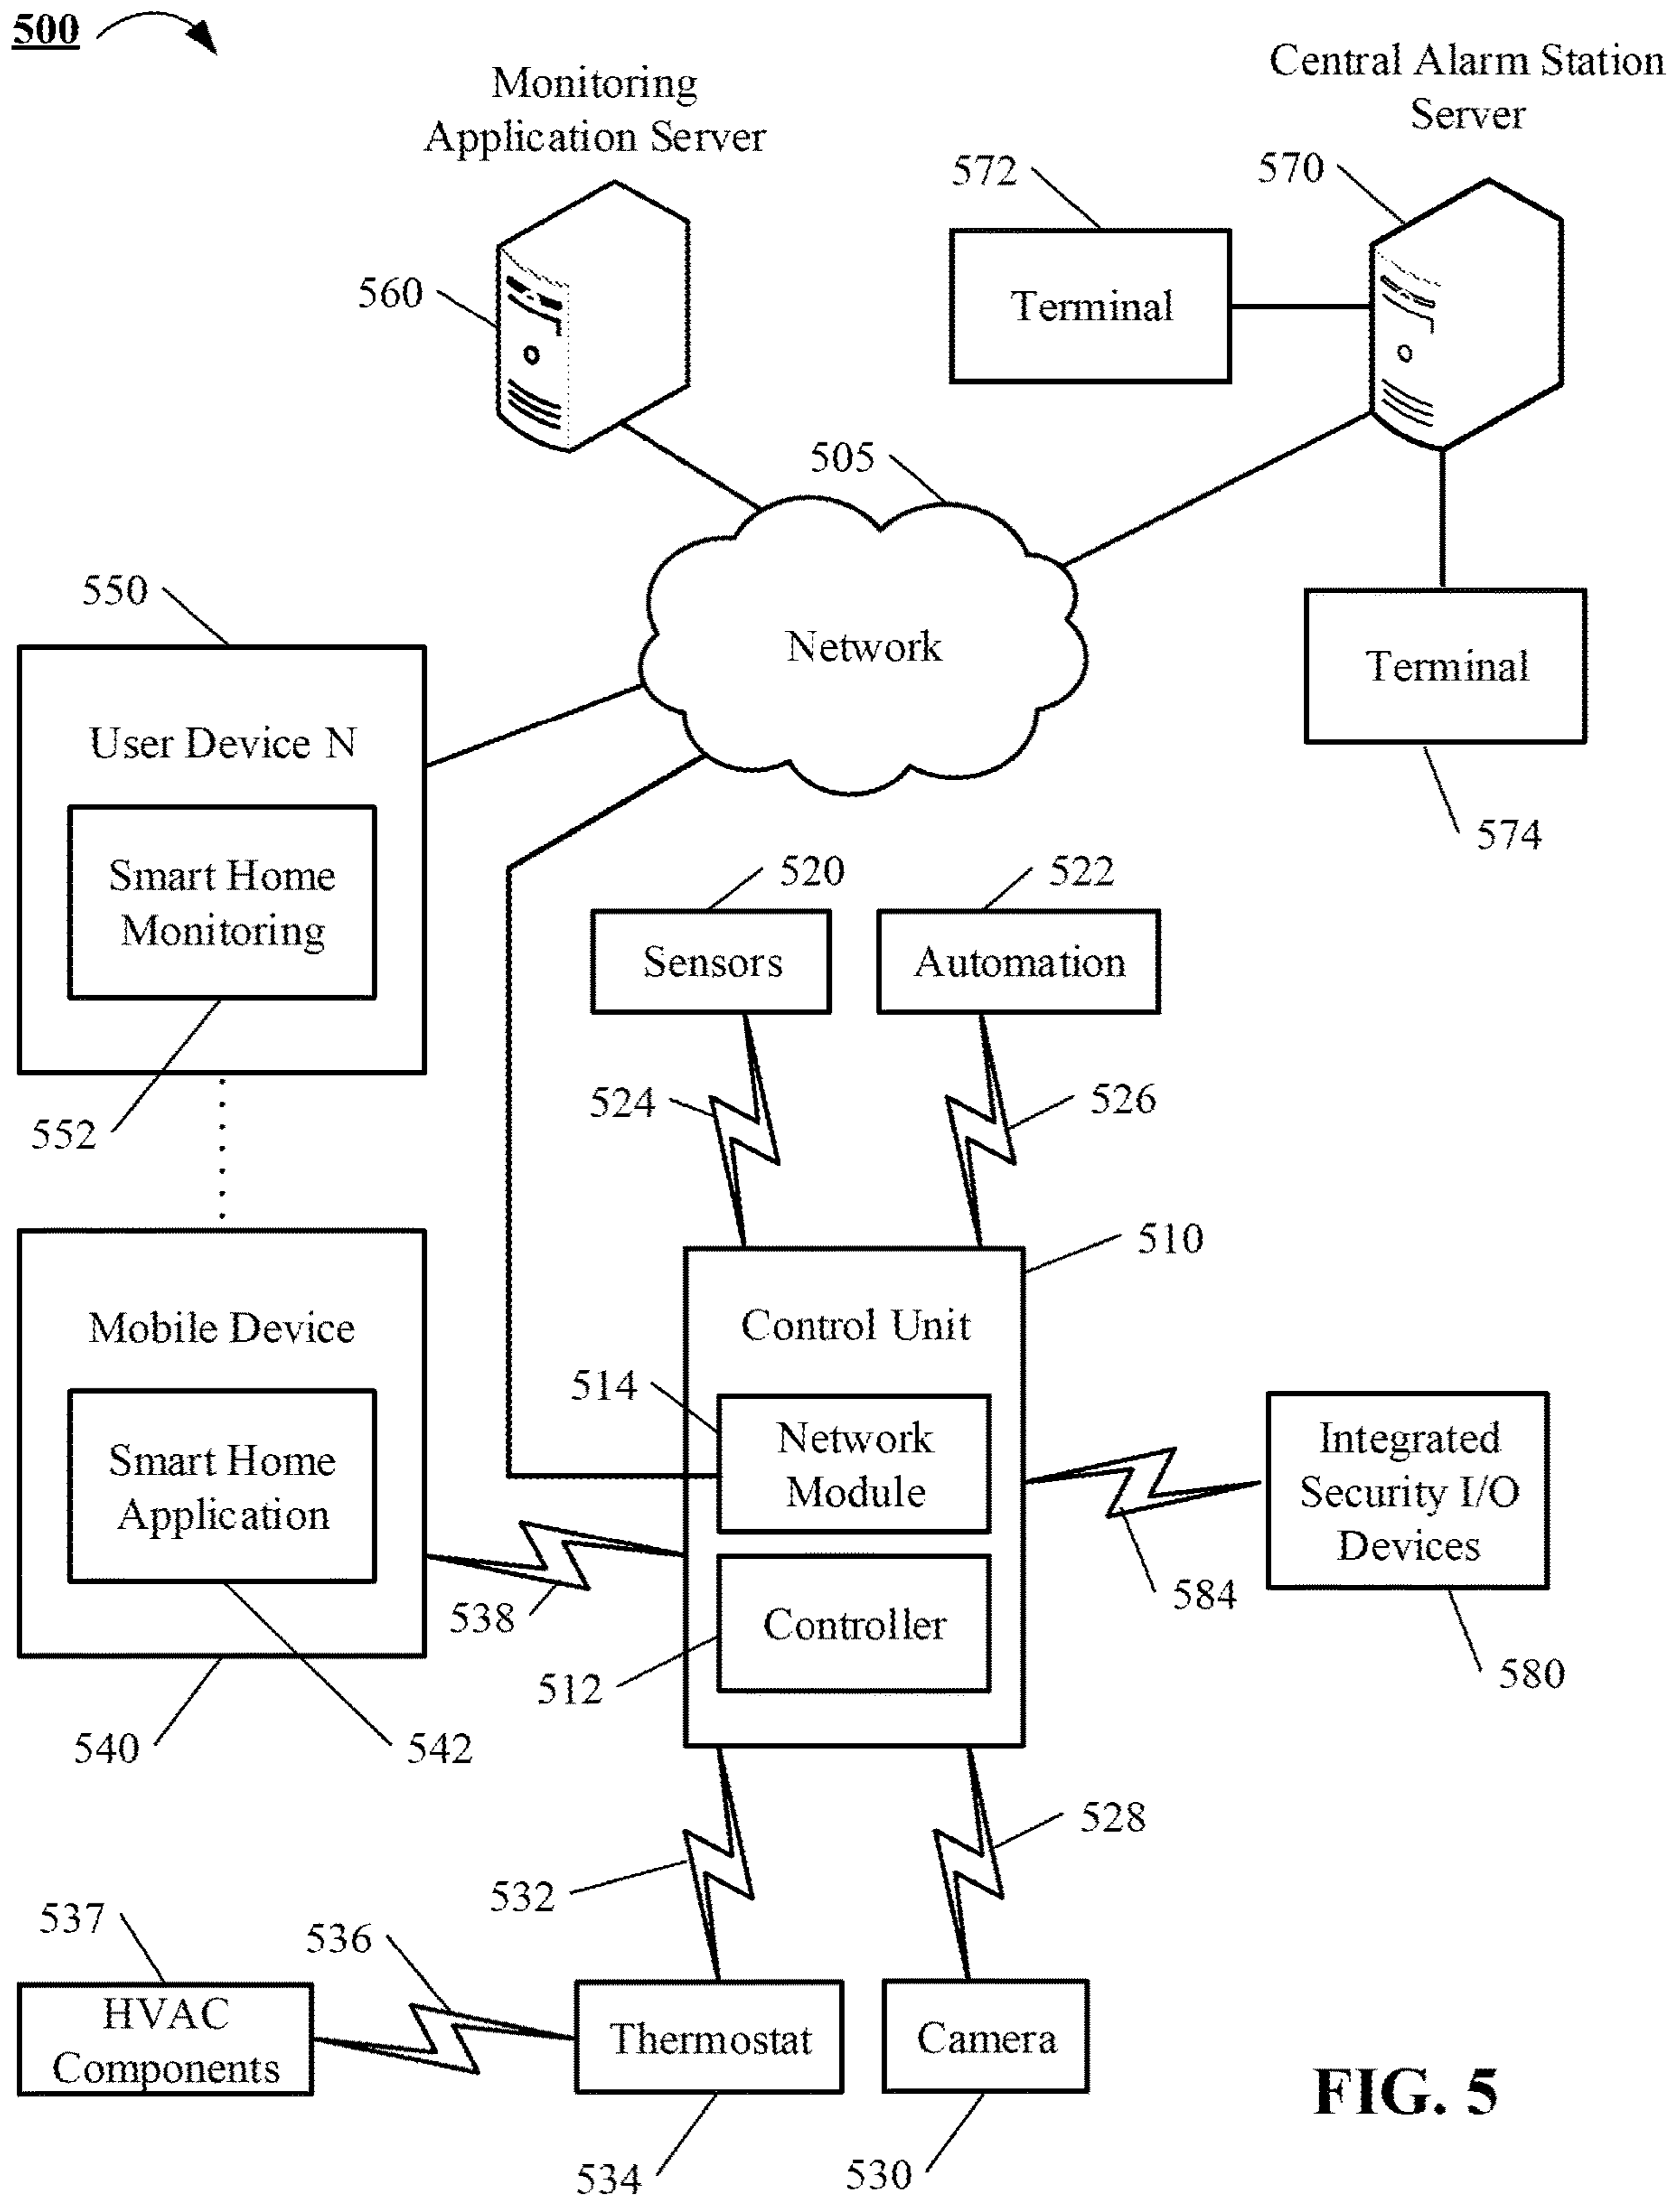 500
Monitoring
Application Server
Central Alarm Station
Server
572
570
560
Terminal
505
550
Network
Terminal
574
User Device N
Smart Home
Monitoring
552
520
522
Sensors
Automation
524
526
510
Mobile Device
Smart Home
Application
Control Unit
514
Network
Module
Integrated
Security I/O
Devices
538
584
Controller
512
580
540
542
528
532
537
536
HVAC
Components
Thermostat
Camera
534
530
FIG. 5